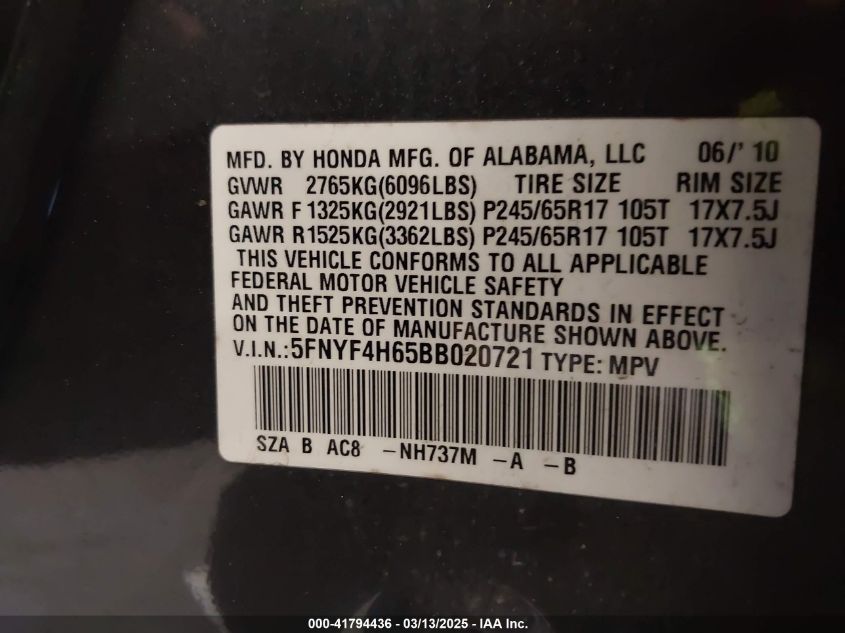 MFD. BY HONDA MFG. OF ALABAMA, LLC 06/' 10
GVWR 2765KG(6096LBS) TIRE SIZE RIM SIZE
GAWR F 1325KG(2921LBS) P245/65R17 105T 17X7.5J
GAWR R1525KG(3362LBS) P245/65R17 105T 17X7.5J
THIS VEHICLE CONFORMS TO ALL APPLICABLE
FEDERAL MOTOR VEHICLE SAFETY
AND THEFT PREVENTION STANDARDS IN EFFECT
ON THE DATE OF MANUFACTURE SHOWN ABOVE.
V.I.N.:5FNYF4H65BB020721 TYPE: MPV
SZA B AC8 -NH737M -A -B
000-41794436 - 03/13/2025 - IAA Inc.